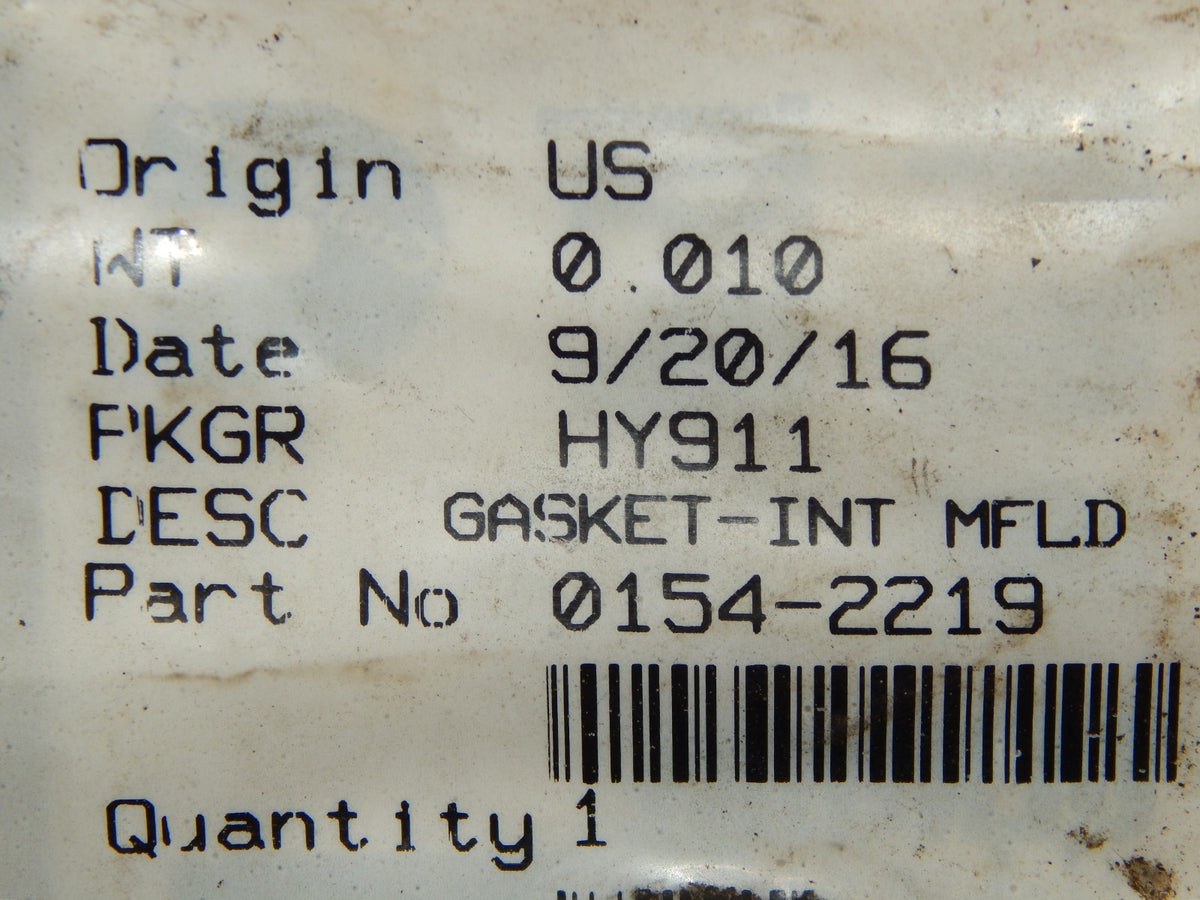 Origin US
WT 0.010
Date 9/20/16
PKGR HY911
DESC GASKET-INT MFLD
Part No 0154-2219
Quantity 1